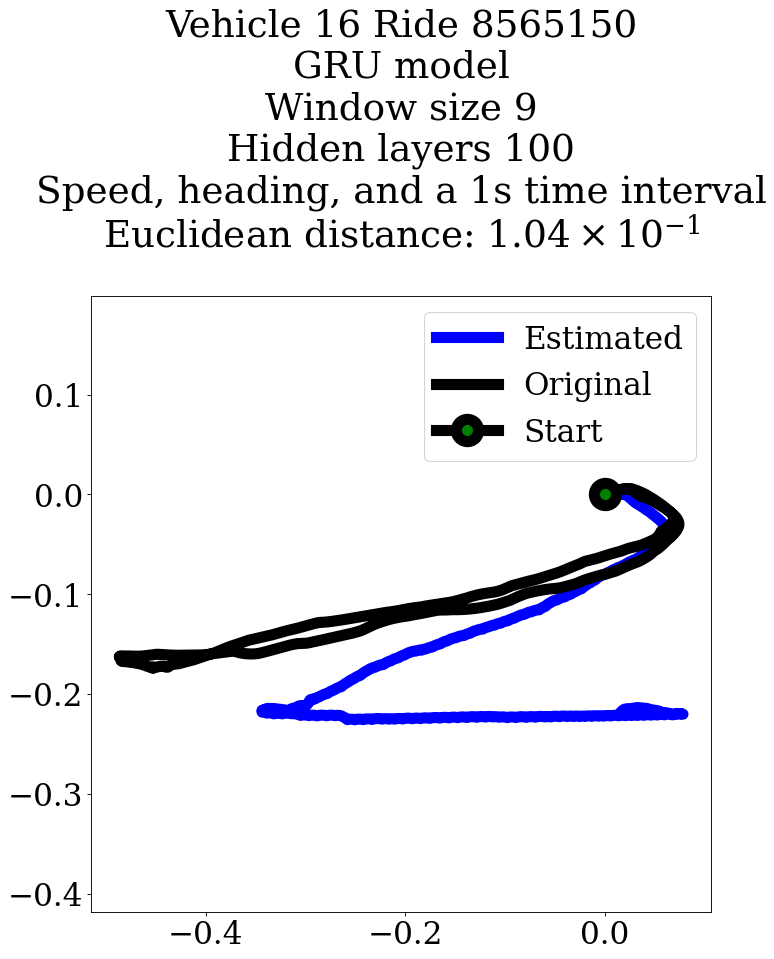 Vehicle 16 Ride 8565150
GRU model
Window size 9
Hidden layers 100
Speed, heading, and a 1s time interval
Euclidean distance: 1.04 × 10⁻¹
Estimated
Original
Start
0.1
0.0
−0.1
−0.2
−0.3
−0.4
−0.4 −0.2 0.0